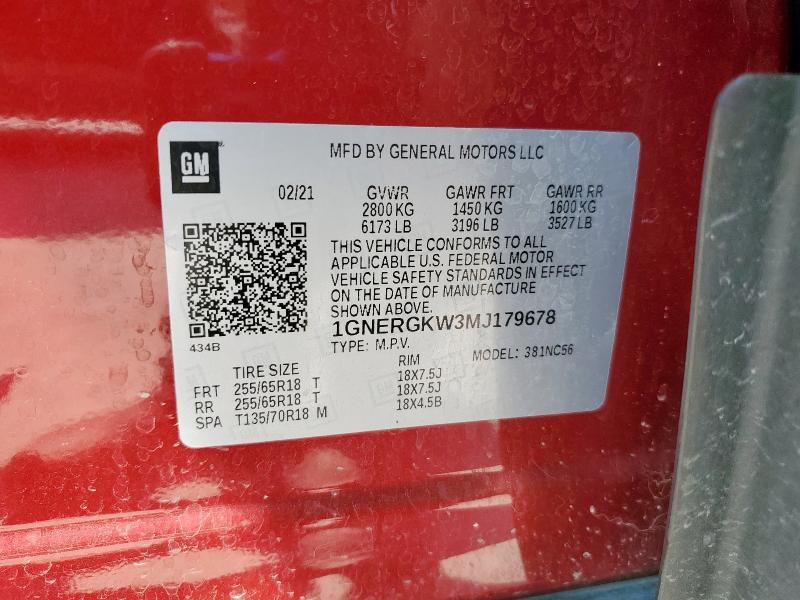 GM
MFD BY GENERAL MOTORS LLC
02/21 GVWR GAWR FRT GAWR RR
2800 KG 1450 KG 1600 KG
6173 LB 3196 LB 3527 LB
THIS VEHICLE CONFORMS TO ALL
APPLICABLE U.S. FEDERAL MOTOR
VEHICLE SAFETY STANDARDS IN EFFECT
ON THE DATE OF MANUFACTURE
SHOWN ABOVE.
1GNERGKW3MJ179678
434B
TYPE: M.P.V. MODEL: 381NC56
TIRE SIZE RIM
FRT 255/65R18 T 18X7.5J
RR 255/65R18 T 18X7.5J
SPA T135/70R18 M 18X4.5B